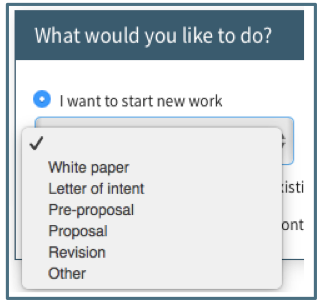 What would you like to do?
I want to start new work
White paper
Letter of intent
Pre-proposal
Proposal
Revision
Other